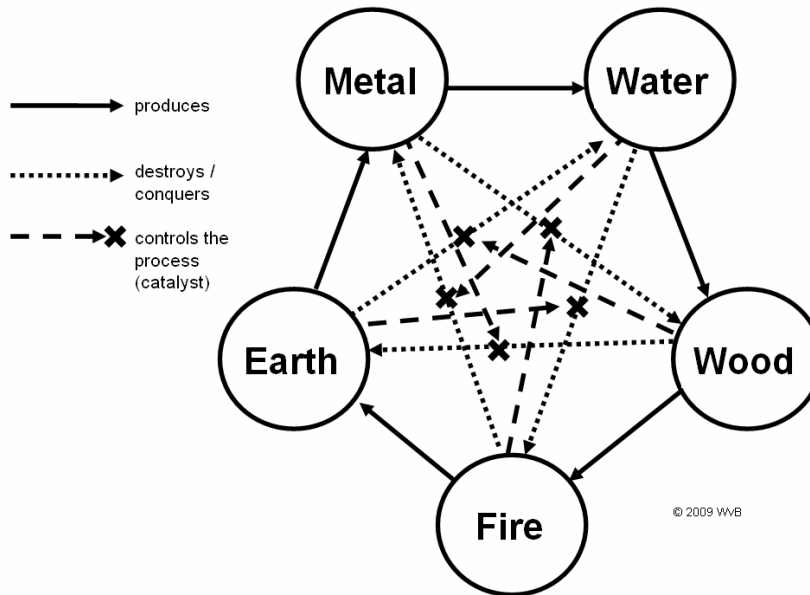 Metal
Water
produces
destroys /
conquers
controls the
process
(catalyst)
Earth
Wood
Fire
© 2009 WvB